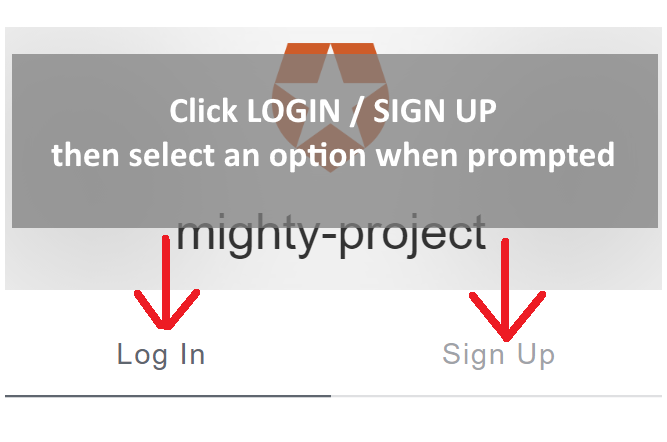 Click LOGIN / SIGN UP
then select an option when prompted
mighty-project
Log In
Sign Up